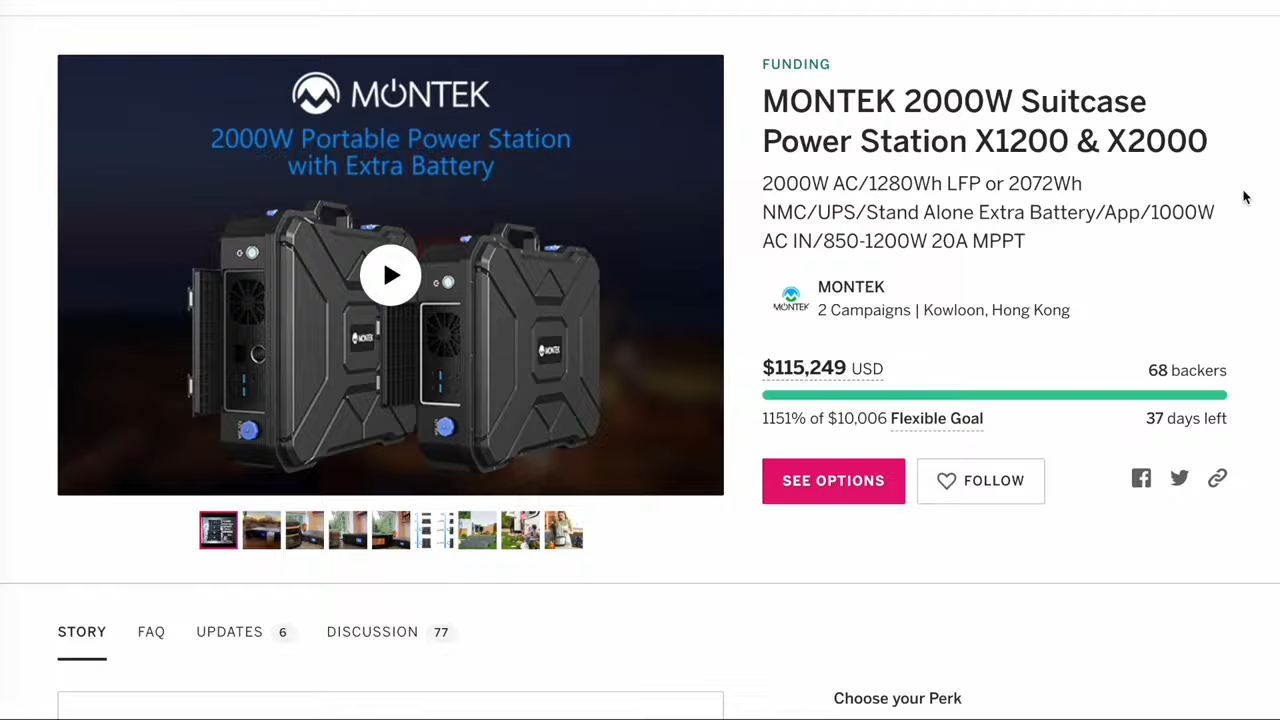 MONTEK
2000W Portable Power Station
with Extra Battery
MONTEK
MONTEK
FUNDING
MONTEK 2000W Suitcase
Power Station X1200 & X2000
2000W AC/1280Wh LFP or 2072Wh
NMC/UPS/Stand Alone Extra Battery/App/1000W
AC IN/850-1200W 20A MPPT
MONTEK
MONTEK
2 Campaigns | Kowloon, Hong Kong
$115,249 USD
68 backers
1151% of $10,006 Flexible Goal
37 days left
SEE OPTIONS
FOLLOW
STORY
FAQ
UPDATES 6
DISCUSSION 77
Choose your Perk